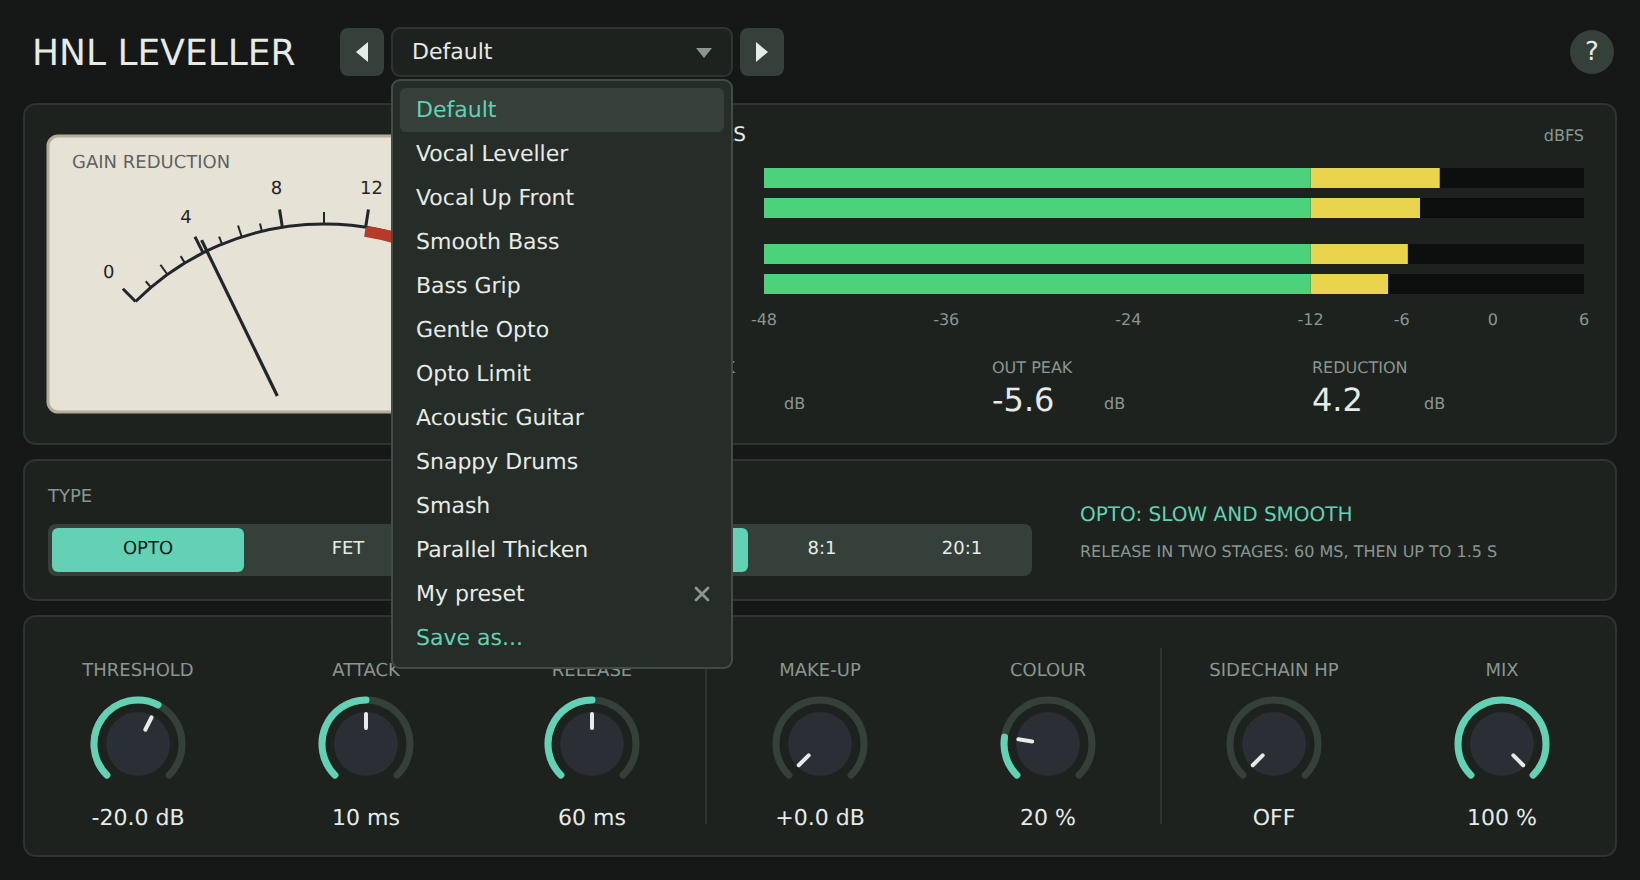 HNL LEVELLER
Default
?
Default
Vocal Leveller
Vocal Up Front
Smooth Bass
Bass Grip
Gentle Opto
Opto Limit
Acoustic Guitar
Snappy Drums
Smash
Parallel Thicken
My preset
Save as...
GAIN REDUCTION
0
4
8
12
S
dBFS
-48 -36 -24 -12 -6 0 6
dB
OUT PEAK
-5.6 dB
REDUCTION
4.2 dB
TYPE
OPTO FET
8:1 20:1
OPTO: SLOW AND SMOOTH
RELEASE IN TWO STAGES: 60 MS, THEN UP TO 1.5 S
THRESHOLD ATTACK RELEASE MAKE-UP COLOUR SIDECHAIN HP MIX
-20.0 dB 10 ms 60 ms +0.0 dB 20 % OFF 100 %